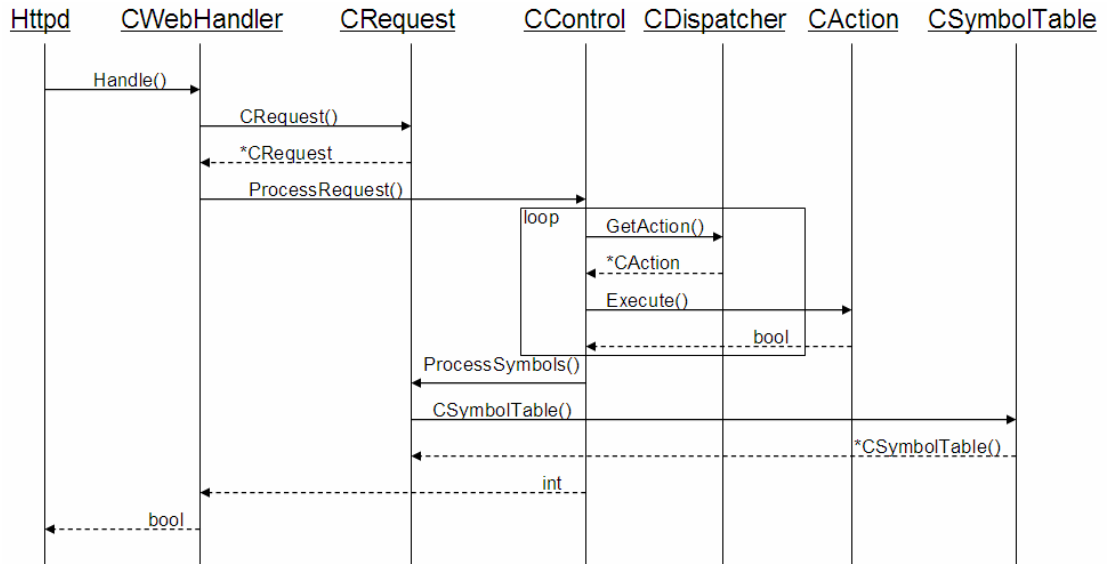 Httpd CWebHandler CRequest CControl CDispatcher CAction CSymbolTable
Handle()
CRequest()
*CRequest
ProcessRequest()
loop
GetAction()
*CAction
Execute()
bool
ProcessSymbols()
CSymbolTable()
*CSymbolTable()
int
bool